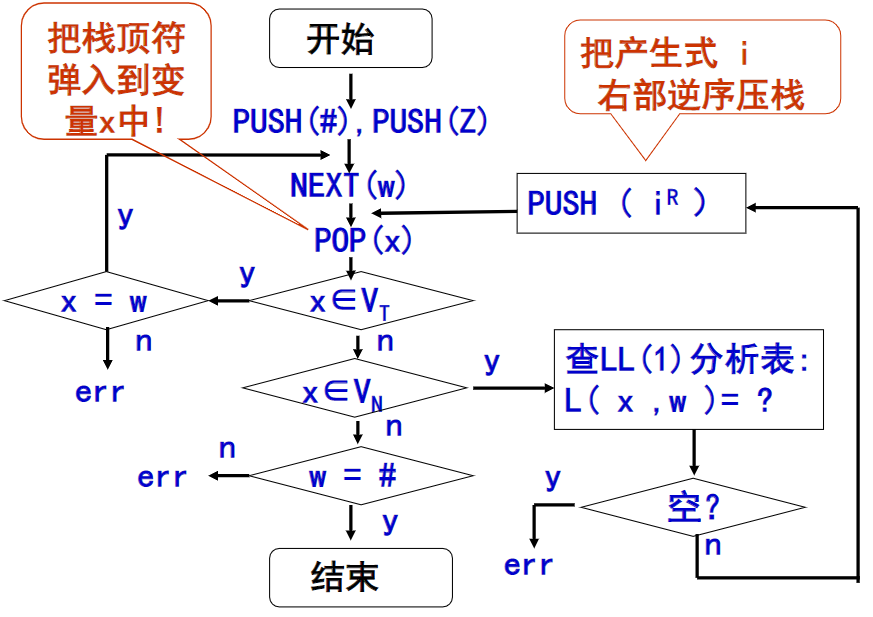 把栈顶符
弹入到变
量x中!
开始
把产生式 i
右部逆序压栈
PUSH(#),PUSH(Z)
NEXT(w)
PUSH ( iᴿ )
POP(x)
y
x = w
y
x∈V_T
n
err
n
x∈V_N
y
查LL(1)分析表:
L( x ,w )= ?
n
w = #
n
err
y
结束
空?
y
err
n